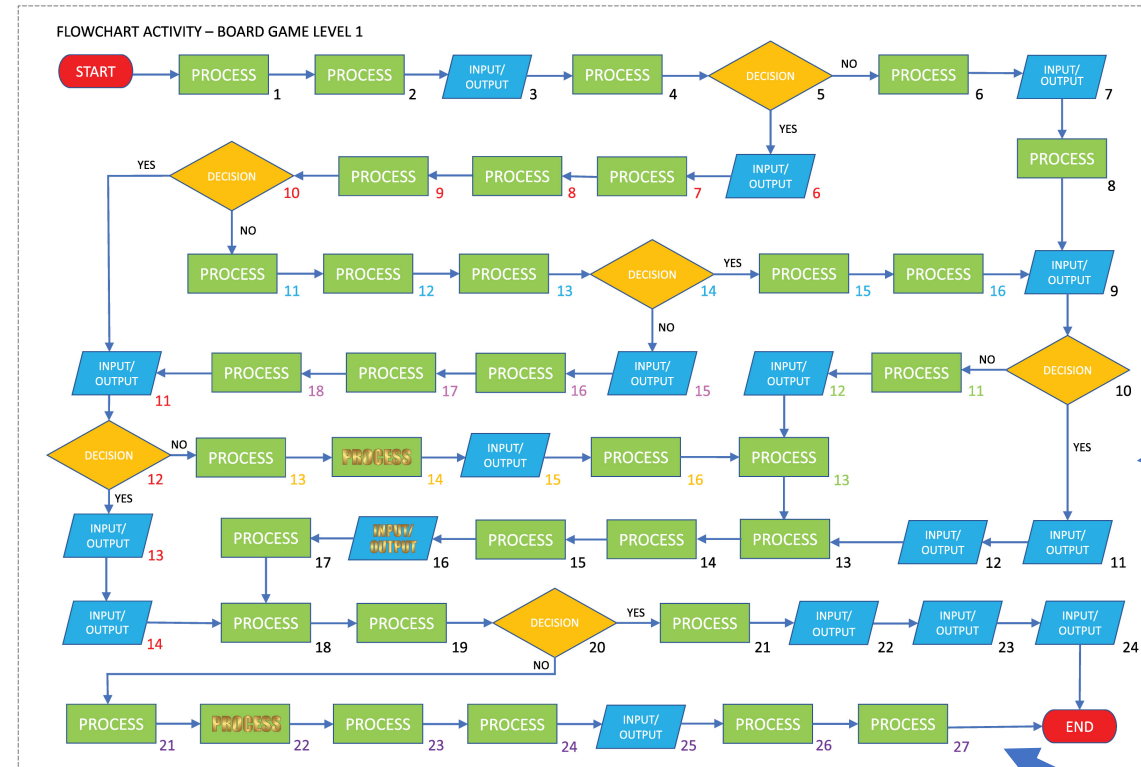 FLOWCHART ACTIVITY – BOARD GAME LEVEL 1
START
PROCESS
1
PROCESS
2
INPUT/
OUTPUT
3
PROCESS
4
DECISION
5
NO
PROCESS
6
INPUT/
OUTPUT
7
YES
YES
DECISION
10
PROCESS
9
PROCESS
8
PROCESS
7
INPUT/
OUTPUT
6
PROCESS
8
NO
PROCESS
11
PROCESS
12
PROCESS
13
DECISION
14
YES
PROCESS
15
PROCESS
16
INPUT/
OUTPUT
9
NO
INPUT/
OUTPUT
11
PROCESS
18
PROCESS
17
PROCESS
16
INPUT/
OUTPUT
15
INPUT/
OUTPUT
12
PROCESS
11
NO
DECISION
10
DECISION
12
NO
PROCESS
13
PROCESS
14
INPUT/
OUTPUT
15
PROCESS
16
PROCESS
13
YES
YES
INPUT/
OUTPUT
13
PROCESS
17
INPUT/
OUTPUT
16
PROCESS
15
PROCESS
14
PROCESS
13
INPUT/
OUTPUT
12
INPUT/
OUTPUT
11
INPUT/
OUTPUT
14
PROCESS
18
PROCESS
19
DECISION
20
YES
PROCESS
21
INPUT/
OUTPUT
22
INPUT/
OUTPUT
23
INPUT/
OUTPUT
24
NO
PROCESS
21
PROCESS
22
PROCESS
23
PROCESS
24
INPUT/
OUTPUT
25
PROCESS
26
PROCESS
27
END